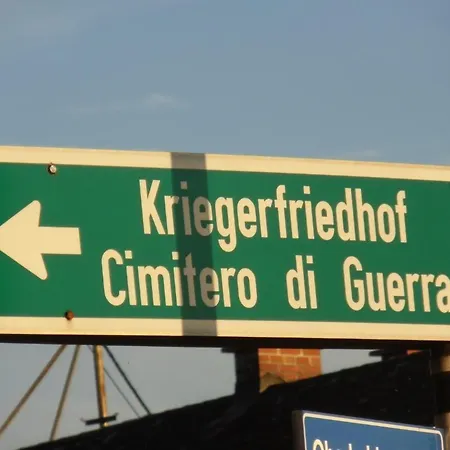 Kriegerfriedhof
Cimitero di Guerra